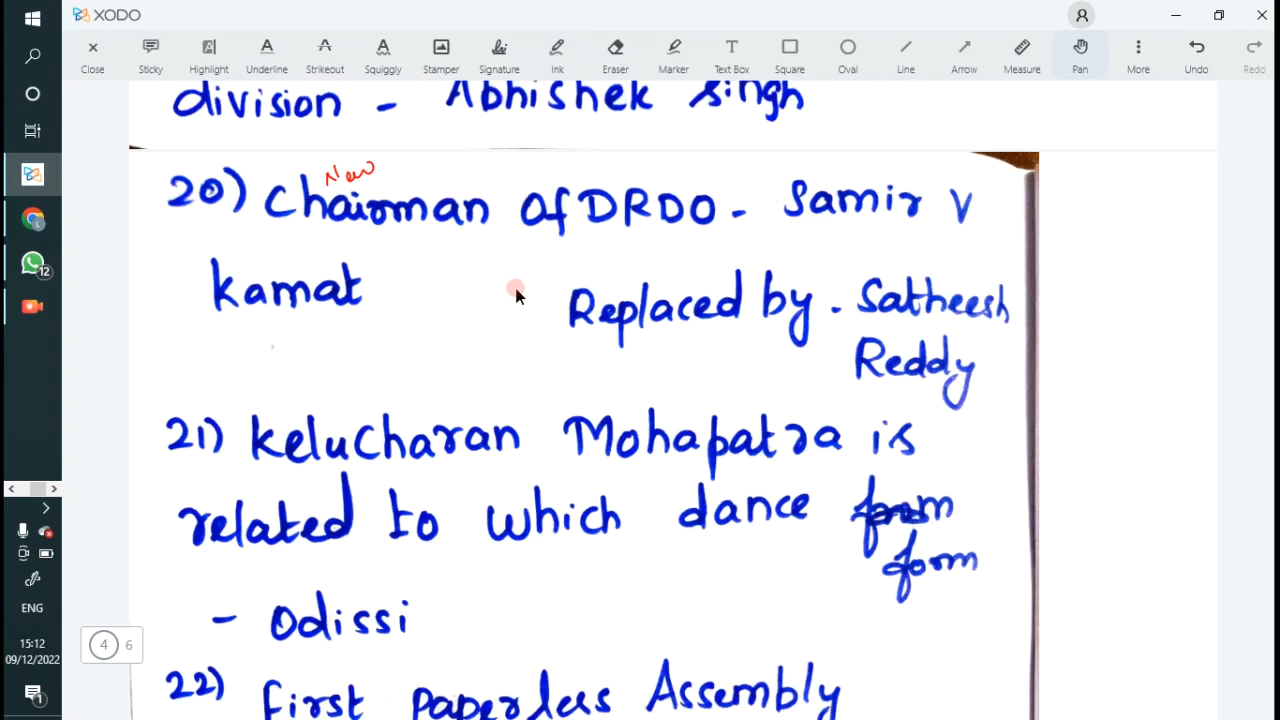 XODO
Close Sticky Highlight Underline Strikeout Squiggly Stamper Signature Ink Eraser Marker Text Box Square Oval Line Arrow Measure Pan More Undo Redo
division - Abhishek Singh
New
20) Chairman Of DRDO - Samir V
Kamat
Replaced by. Satheesh
Reddy
21) Kelucharan Mohapatra is
related to which dance
form
- Odissi
22) First Paperless Assembly
4 6
12
ENG
15:12
09/12/2022
1